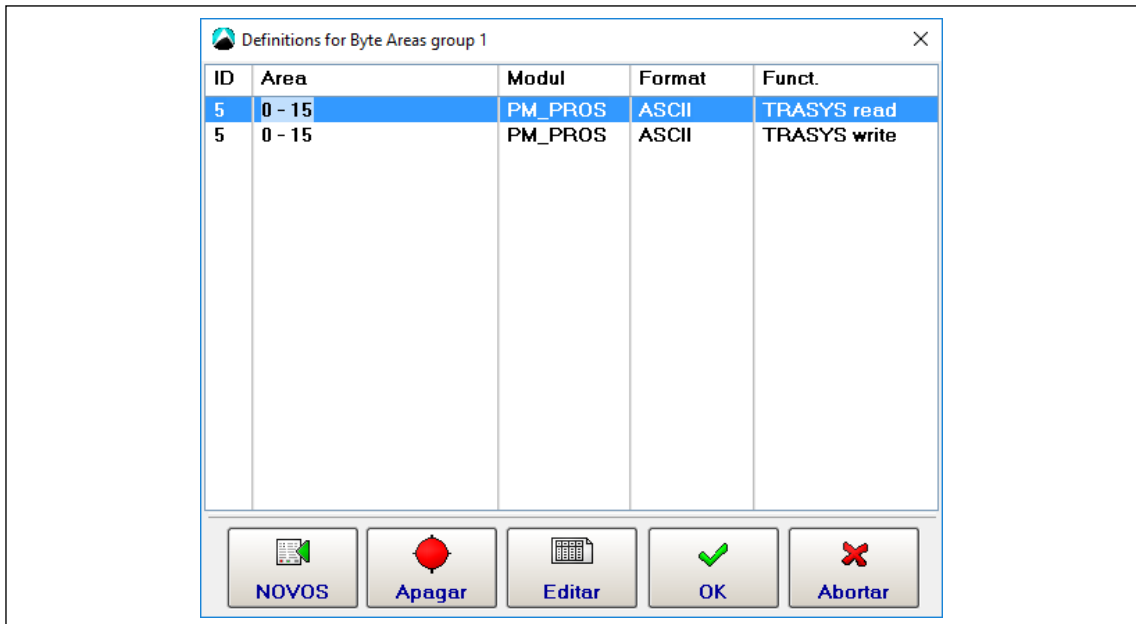 Definitions for Byte Areas group 1
ID Area Modul Format Funct.
5 0 - 15 PM_PROS ASCII TRASYS read
5 0 - 15 PM_PROS ASCII TRASYS write
NOVOS Apagar Editar OK Abortar